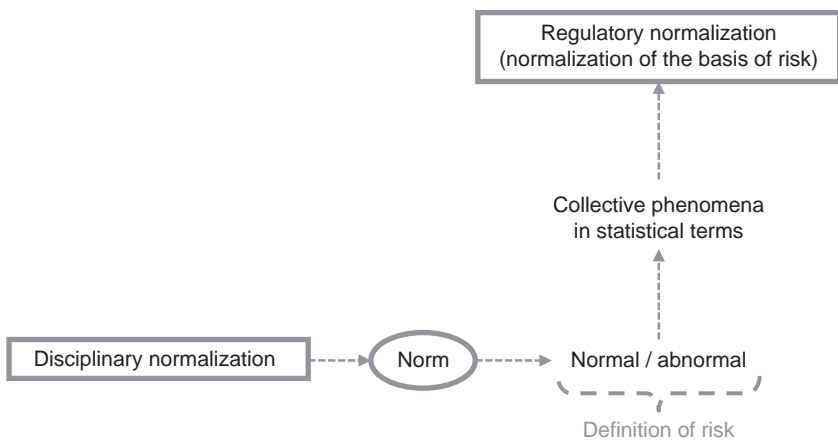 Regulatory normalization
(normalization of the basis of risk)
Collective phenomena
in statistical terms
Disciplinary normalization
Norm
Normal / abnormal
Definition of risk